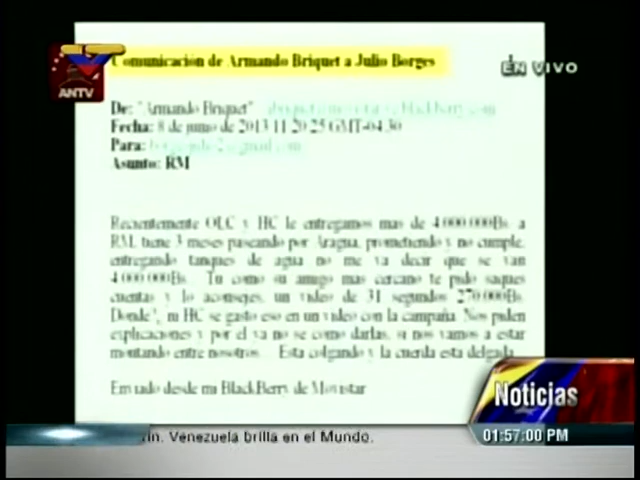 Comunicación de Armando Briquet a Julio Borges
ANTV
EN VIVO
De: "Armando Briquet"
Fecha: 8 de junio de 2013 11:20:25 GMT-04:30
Para:
Asunto: RM
Recientemente OLC y HC le entregamos mas de 4.000.000Bs. a
RM, tiene 3 meses paseando por Aragua, prometiendo y no cumple,
entregando tanques de agua no me va decir que se van
4.000.000Bs. Tu como su amigo mas cercano te pido saques
cuentas y lo aconsejes, un video de 31 segundos 270.000Bs.
Donde?, ni HC se gasto eso en un video con la campaña. Nos piden
explicaciones y por el ya no se como darlas, si nos vamos a estar
montando entre nosotros... Esta colgando y la cuerda esta delgada...
Enviado desde mi BlackBerry de Movistar
Noticias
Venezuela brilla en el Mundo.
01:57:00 PM